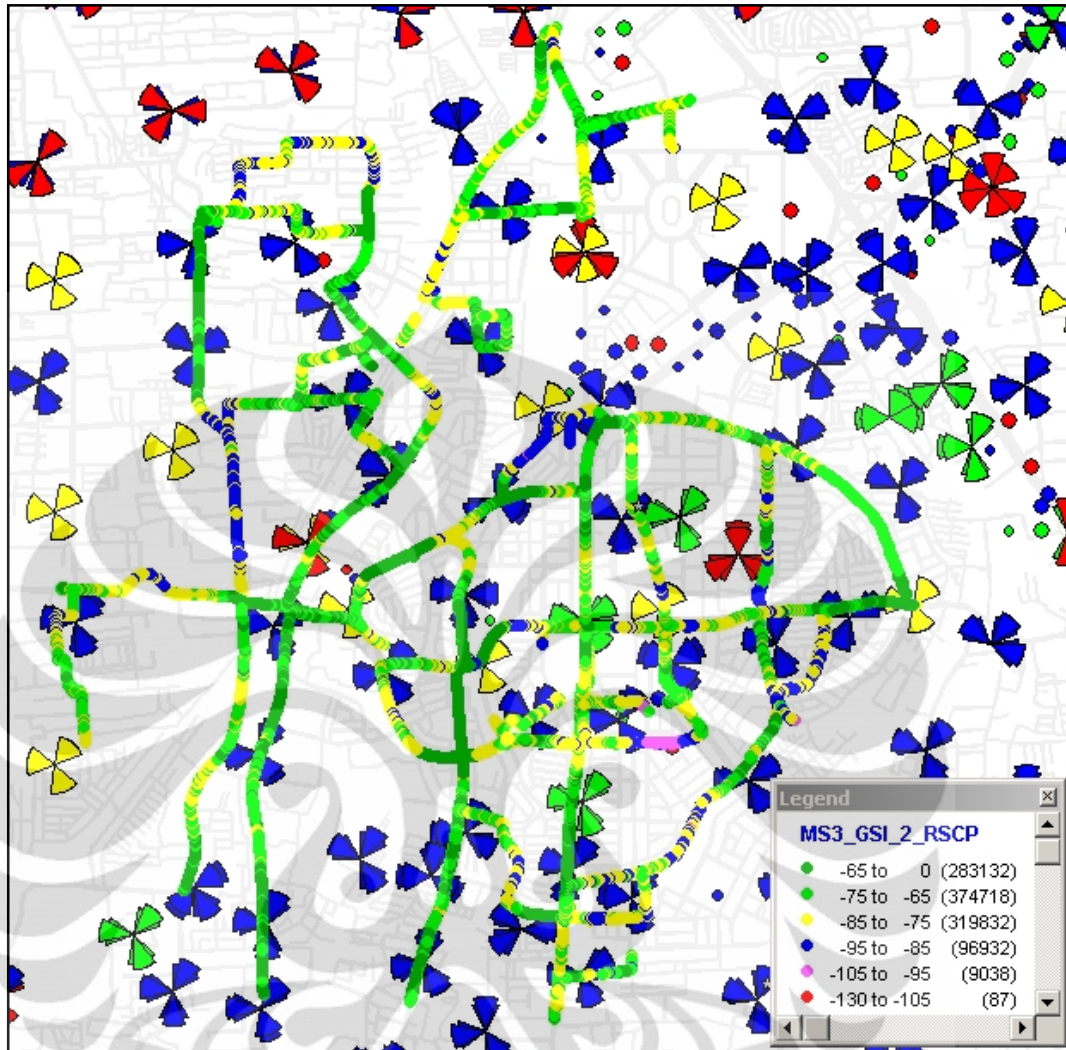 Legend
MS3_GSI_2_RSCP
-65 to 0 (283132)
-75 to -65 (374718)
-85 to -75 (319832)
-95 to -85 (96932)
-105 to -95 (9038)
-130 to -105 (87)